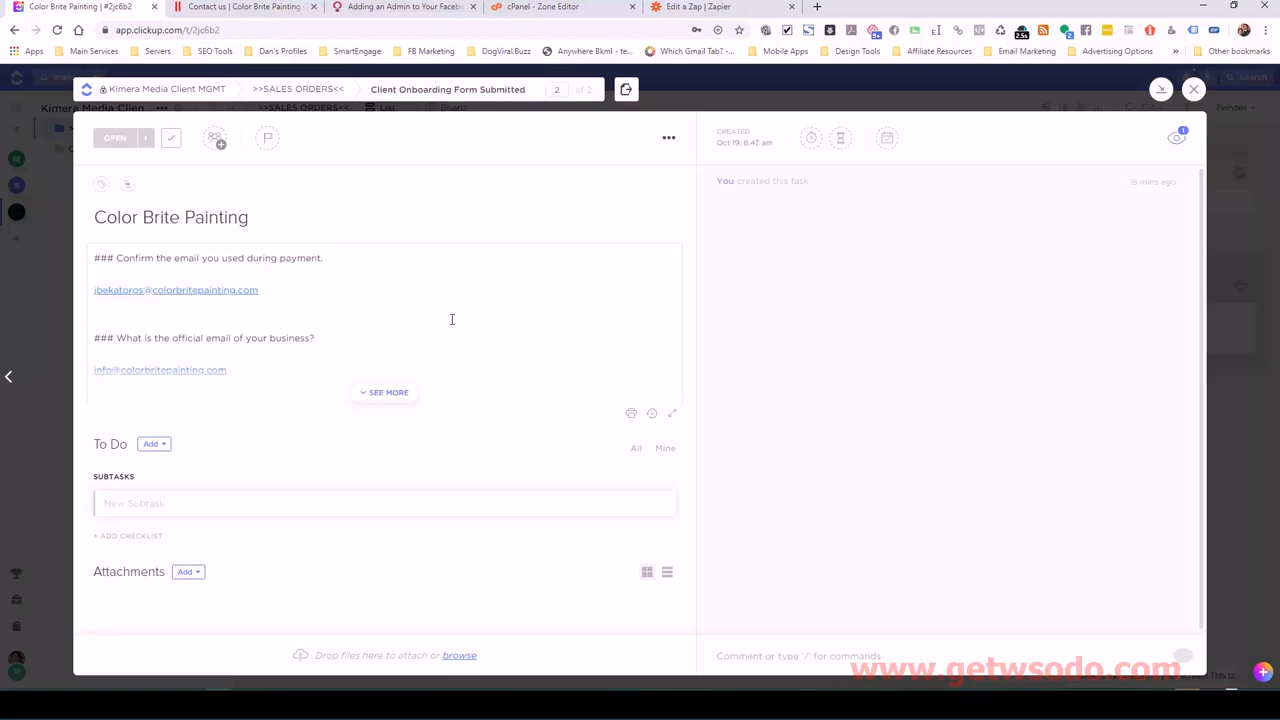 Color Brite Painting | #2jc6b2
Contact us | Color Brite Painting
Adding an Admin to Your Facebo
cPanel - Zone Editor
Edit a Zap | Zapier
app.clickup.com/t/2jc6b2
Apps
Main Services
Servers
SEO Tools
Dan's Profiles
SmartEngage
FB Marketing
DogViral.Buzz
Anywhere Bkml - te...
Which Gmail Tab? -...
Mobile Apps
Design Tools
Affiliate Resources
Email Marketing
Advertising Options
Other bookmarks
Kimera Media Client MGMT
>>SALES ORDERS<<
Client Onboarding Form Submitted
2 of 2
Search
Kimera Media Clien...
>>SALES ORDERS<<
List
Board
Everyone
OPEN
CREATED
Oct 19, 8:47 am
1
You created this task
16 mins ago
Color Brite Painting
### Confirm the email you used during payment.
jbekatoros@colorbritepainting.com
### What is the official email of your business?
info@colorbritepainting.com
SEE MORE
To Do
Add
All
Mine
SUBTASKS
New Subtask
+ ADD CHECKLIST
Attachments
Add
Drop files here to attach or browse
Comment or type '/' for commands
www.getwsodo.com